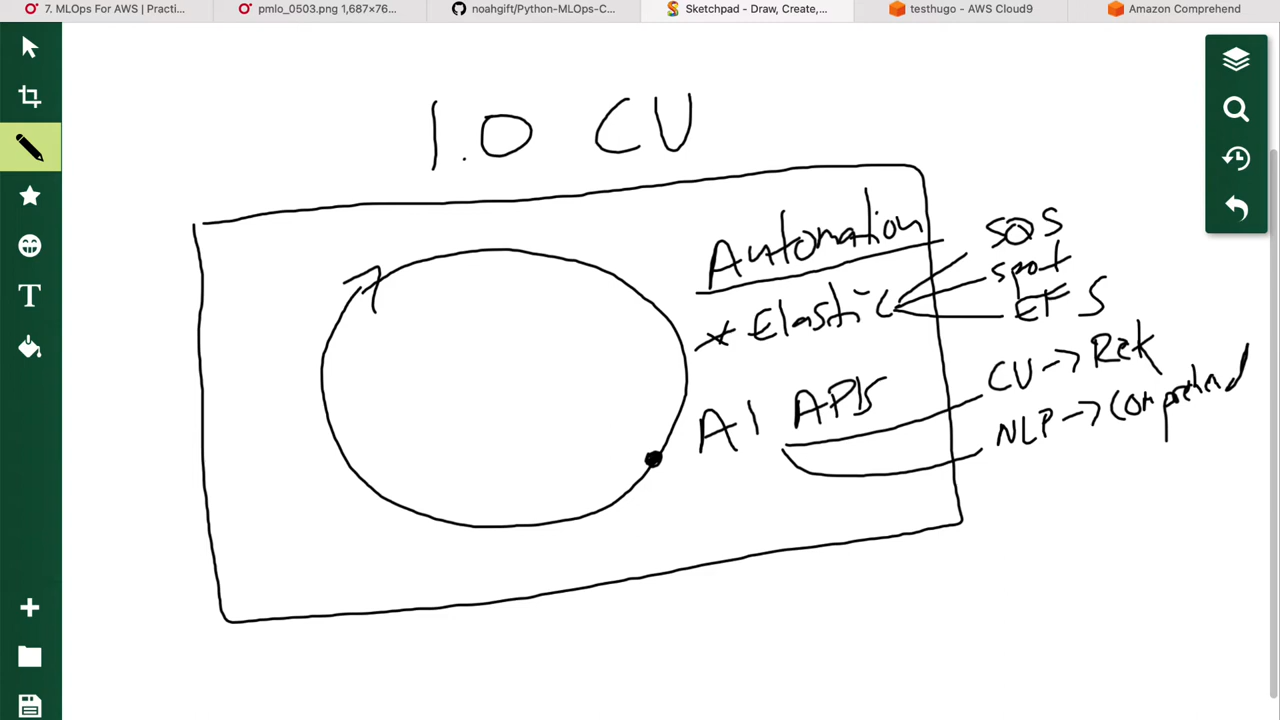 7. MLOps For AWS | Practi...
pmlo_0503.png 1,687×76...
noahgift/Python-MLOps-C...
Sketchpad - Draw, Create,...
testhugo - AWS Cloud9
Amazon Comprehend
T
1.0 CV
Automation
SQS
spot
* Elastic
EFS
CV -> Rek
AI APIs
NLP -> Comprehend